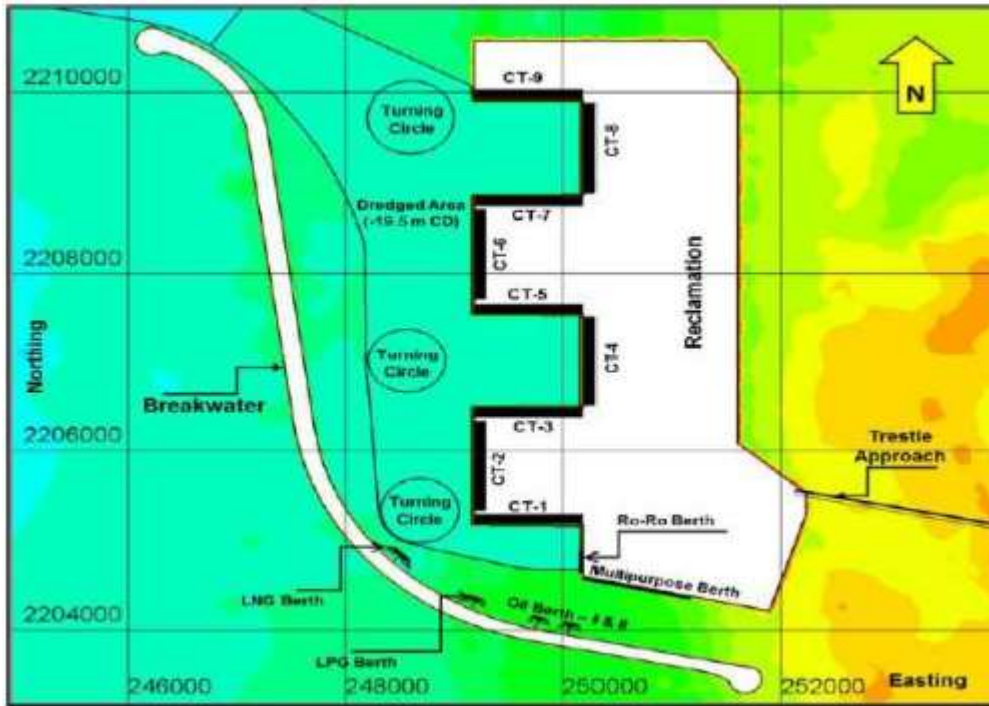 2210000
CT-9
N
Turning
Circle
CT-8
Dredged Area
(-19.5 m CD)
CT-7
CT-6
2208000
CT-5
Reclamation
Northing
Turning
Circle
CT-4
Breakwater
2206000
CT-3
Trestle
Approach
CT-2
Turning
Circle
CT-1
Ro-Ro Berth
Multipurpose Berth
LNG Berth
Oil Berth –
2204000
LPG Berth
246000
248000
250000
252000
Easting